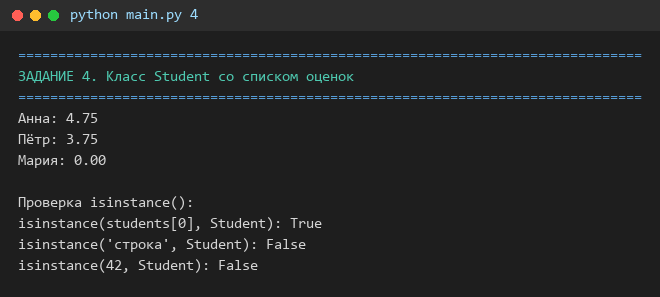 python main.py 4
==============================================================================
ЗАДАНИЕ 4. Класс Student со списком оценок
==============================================================================
Анна: 4.75
Пётр: 3.75
Мария: 0.00
Проверка isinstance():
isinstance(students[0], Student): True
isinstance('строка', Student): False
isinstance(42, Student): False